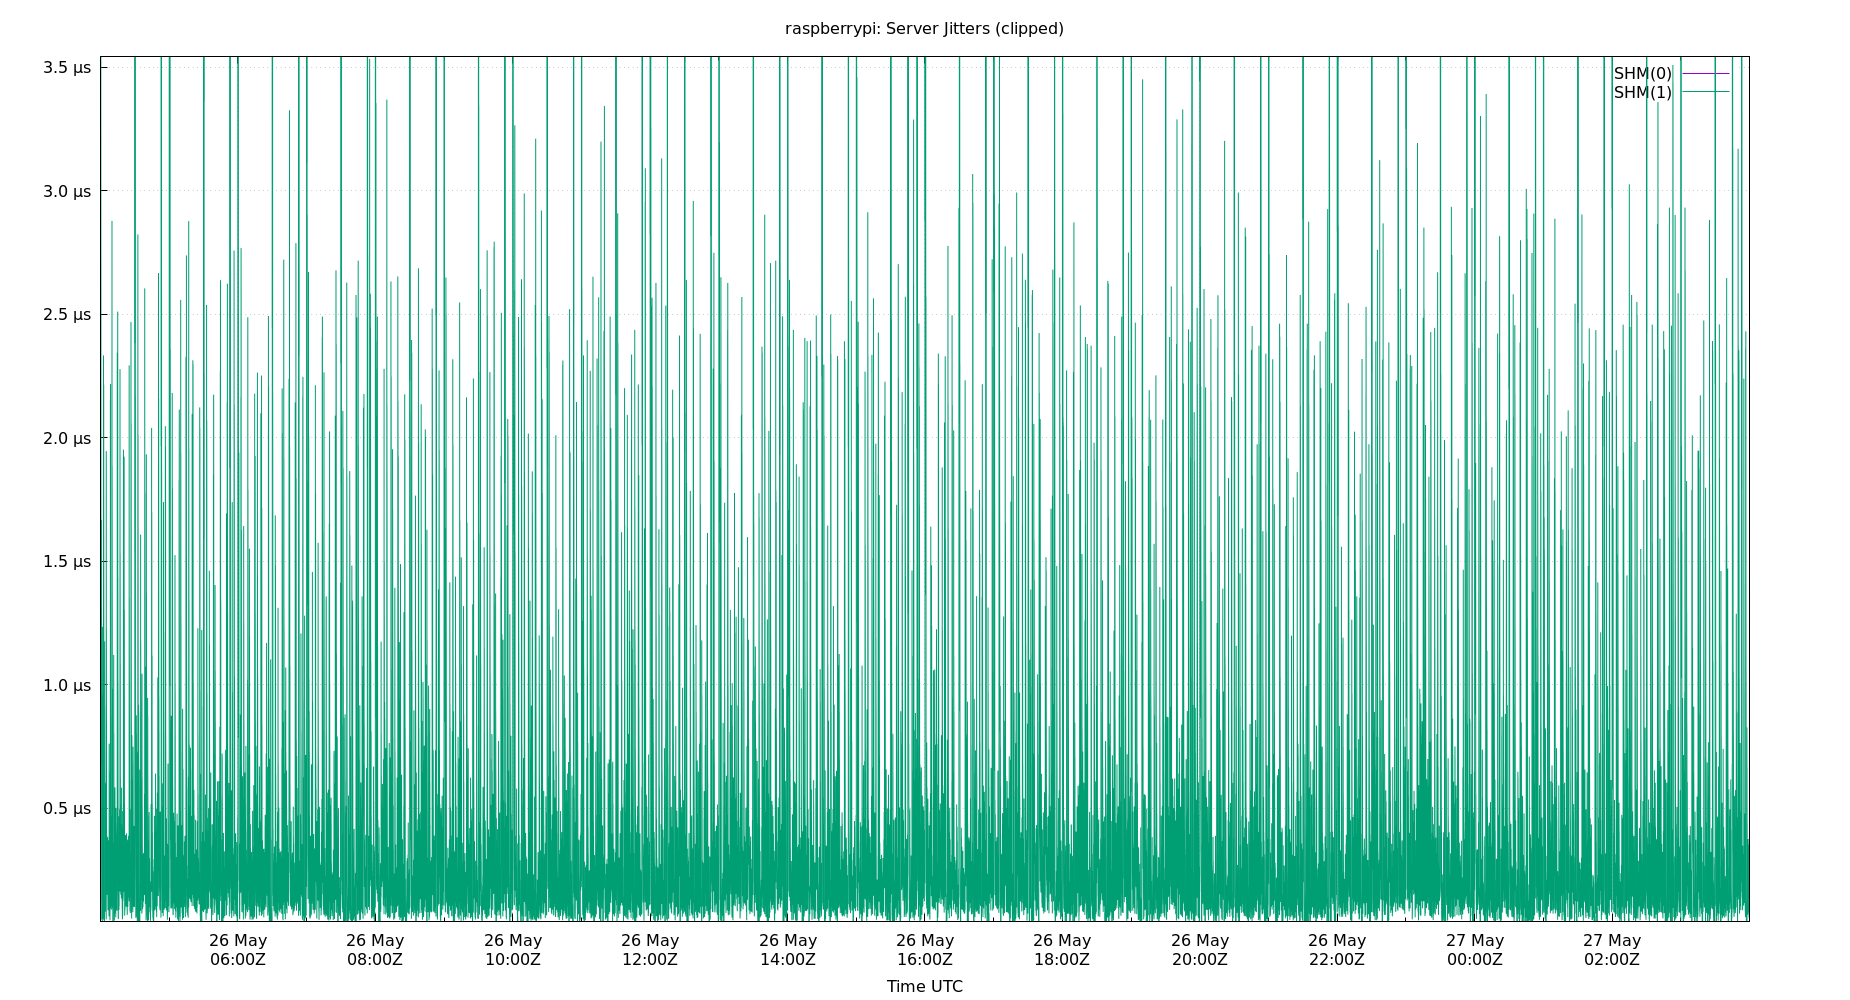 raspberrypi: Server Jitters (clipped)
3.5 µs
3.0 µs
2.5 µs
2.0 µs
1.5 µs
1.0 µs
0.5 µs
SHM(0)
SHM(1)
26 May 26 May 26 May 26 May 26 May 26 May 26 May 26 May 26 May 27 May 27 May
06:00Z 08:00Z 10:00Z 12:00Z 14:00Z 16:00Z 18:00Z 20:00Z 22:00Z 00:00Z 02:00Z
Time UTC